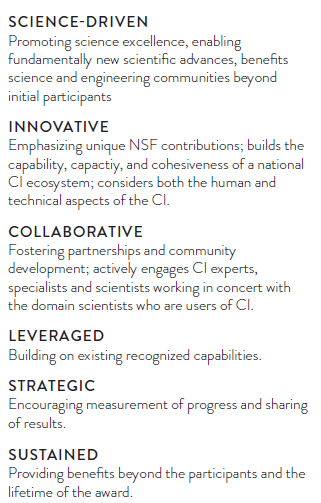 SCIENCE-DRIVEN
Promoting science excellence, enabling
fundamentally new scientific advances, benefits
science and engineering communities beyond
initial participants
INNOVATIVE
Emphasizing unique NSF contributions; builds the
capability, capactiy, and cohesiveness of a national
CI ecosystem; considers both the human and
technical aspects of the CI.
COLLABORATIVE
Fostering partnerships and community
development; actively engages CI experts,
specialists and scientists working in concert with
the domain scientists who are users of CI.
LEVERAGED
Building on existing recognized capabilities.
STRATEGIC
Encouraging measurement of progress and sharing
of results.
SUSTAINED
Providing benefits beyond the participants and the
lifetime of the award.